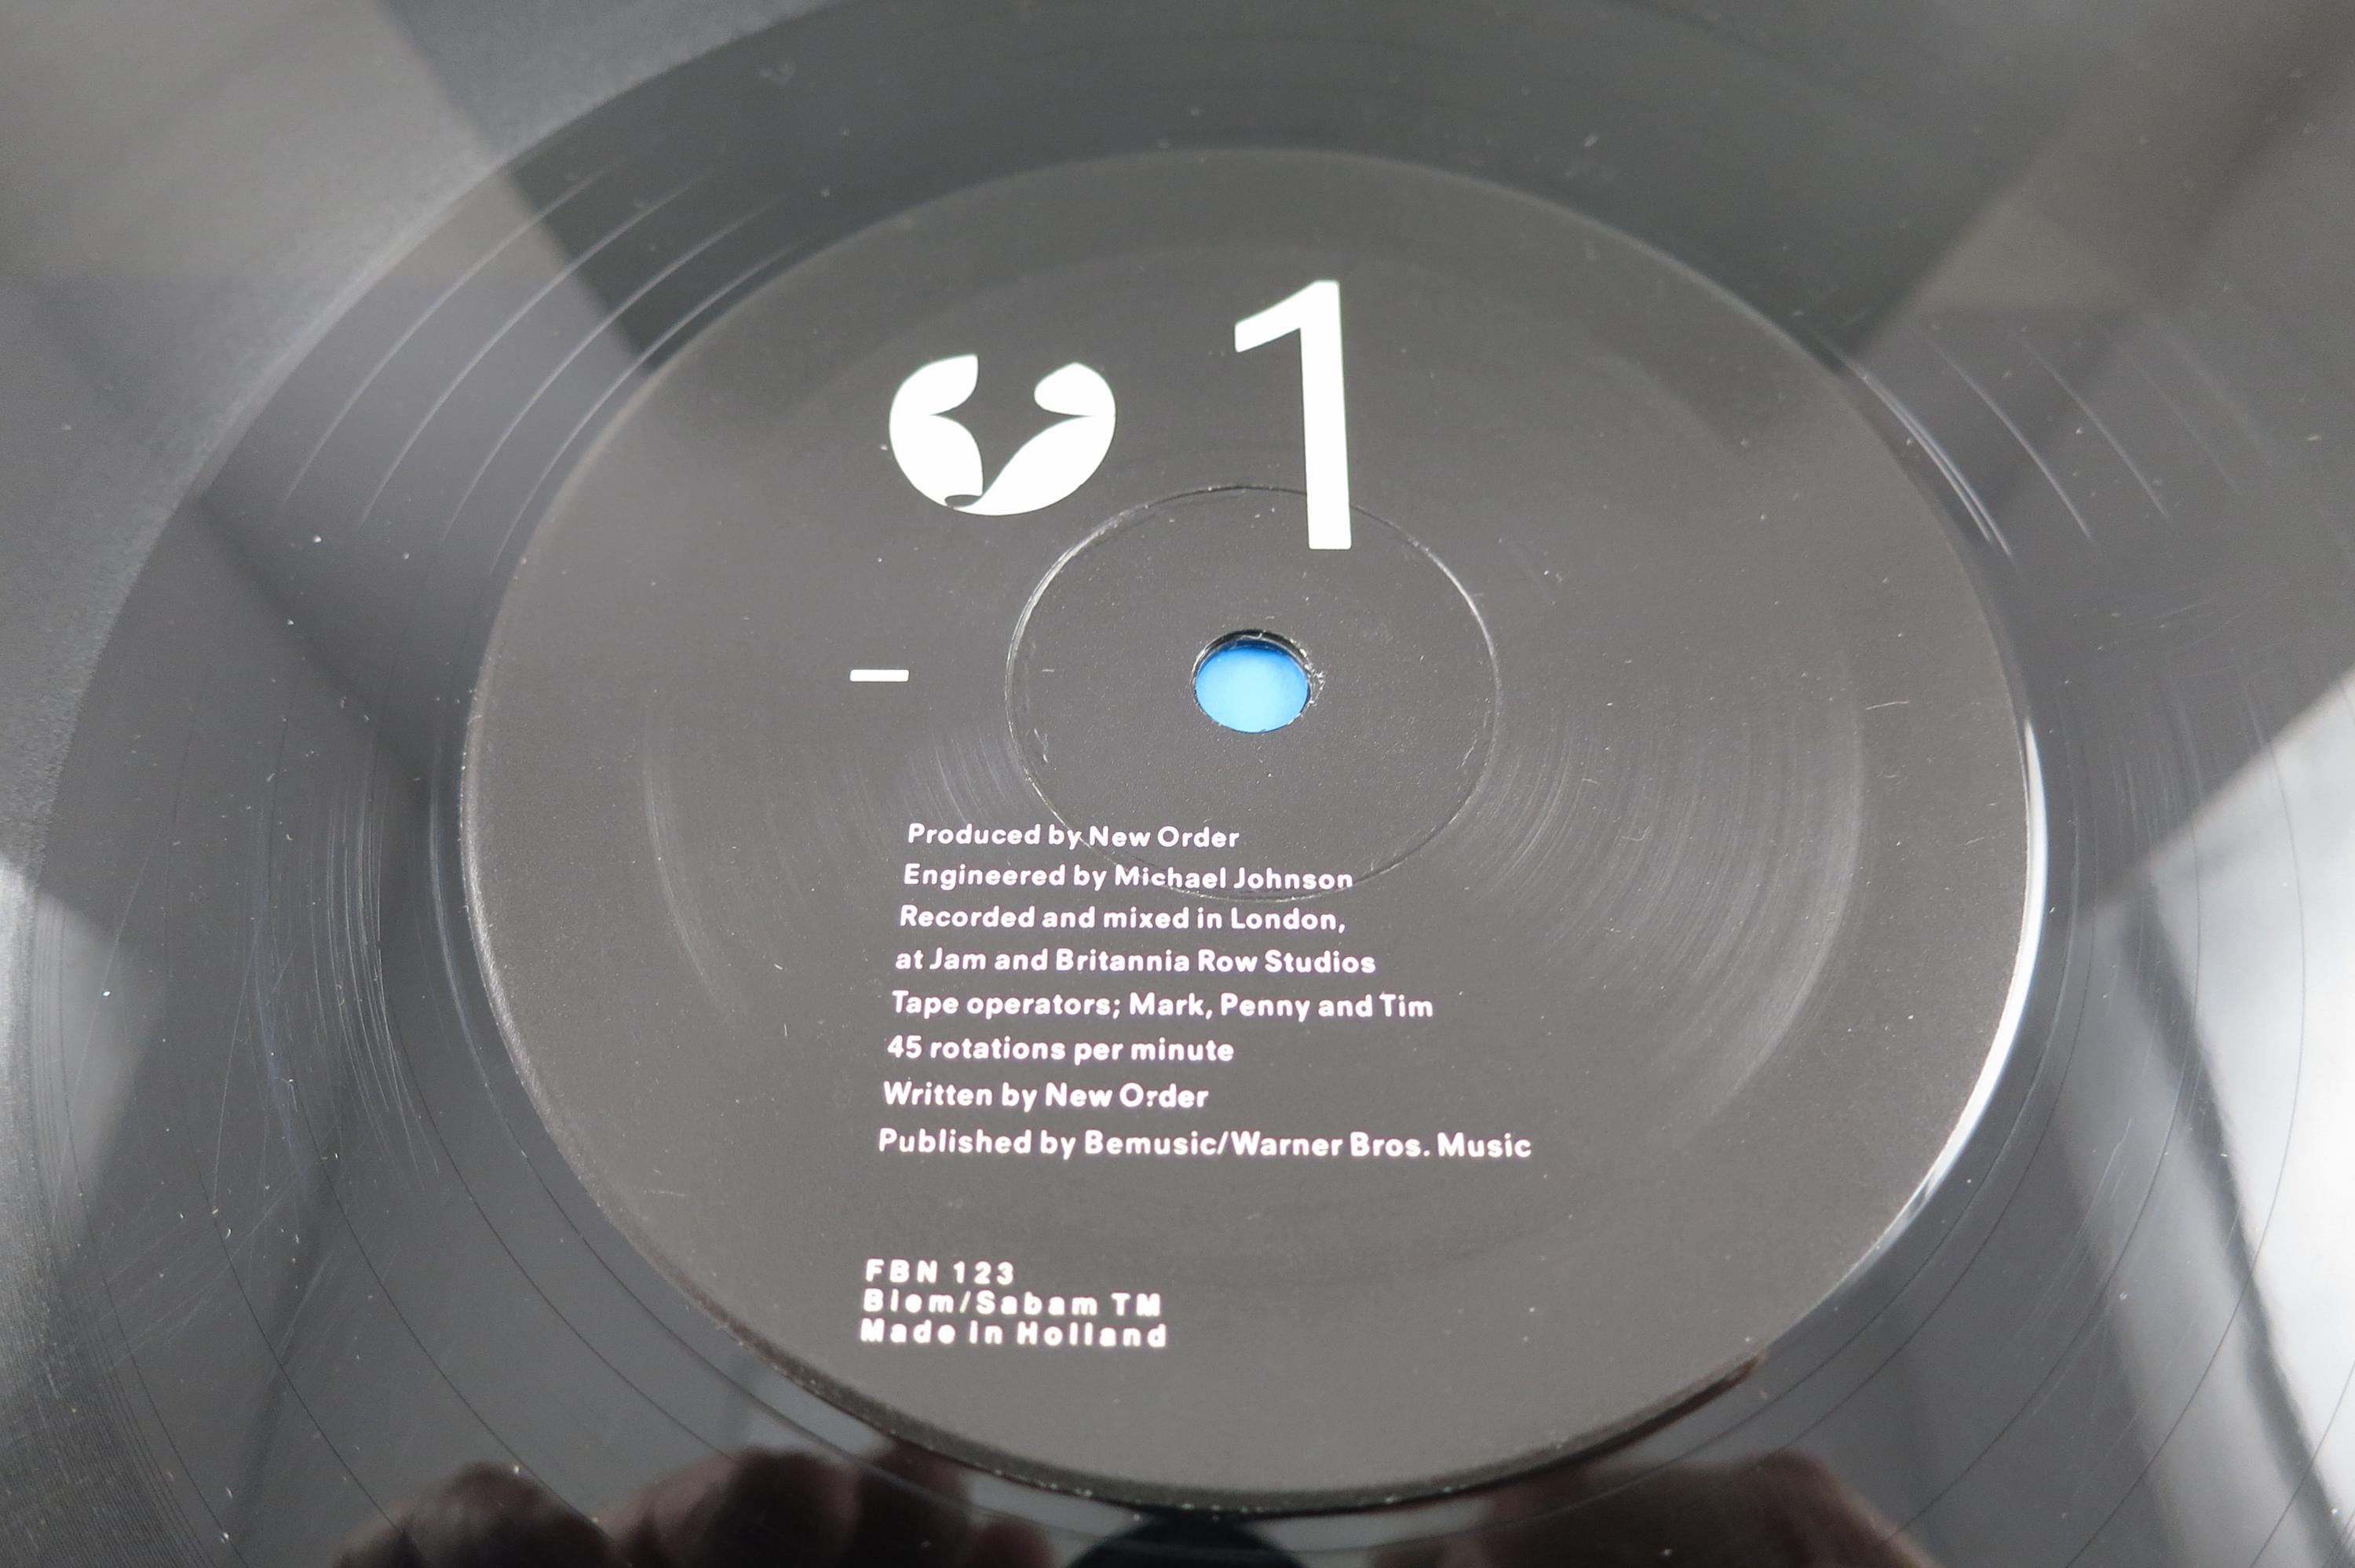 1
Produced by New Order
Engineered by Michael Johnson
Recorded and mixed in London,
at Jam and Britannia Row Studios
Tape operators; Mark, Penny and Tim
45 rotations per minute
Written by New Order
Published by Bemusic/Warner Bros. Music
FBN 123
Biem/Sabam TM
Made in Holland